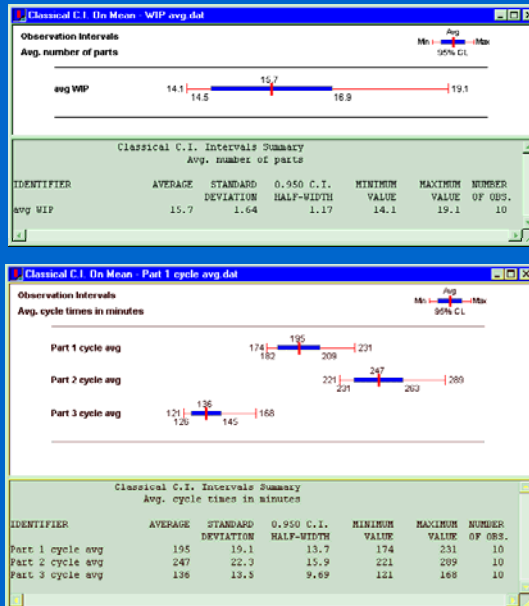 Classical C.I. On Mean - WIP avg.dat
Observation Intervals
Avg
Min Max
Avg. number of parts
95% CL
avg WIP 14.1 14.5 15.7 16.9 19.1
Classical C.I. Intervals Summary
Avg. number of parts
IDENTIFIER AVERAGE STANDARD 0.950 C.I. MINIMUM MAXIMUM NUMBER
DEVIATION HALF-WIDTH VALUE VALUE OF OBS.
avg WIP 15.7 1.64 1.17 14.1 19.1 10
Classical C.I. On Mean - Part 1 cycle avg.dat
Observation Intervals
Avg
Min Max
Avg. cycle times in minutes
95% CL
Part 1 cycle avg 174 182 195 209 231
Part 2 cycle avg 221 231 247 263 289
Part 3 cycle avg 121 126 136 145 168
Classical C.I. Intervals Summary
Avg. cycle times in minutes
IDENTIFIER AVERAGE STANDARD 0.950 C.I. MINIMUM MAXIMUM NUMBER
DEVIATION HALF-WIDTH VALUE VALUE OF OBS.
Part 1 cycle avg 195 19.1 13.7 174 231 10
Part 2 cycle avg 247 22.3 15.9 221 289 10
Part 3 cycle avg 136 13.5 9.69 121 168 10